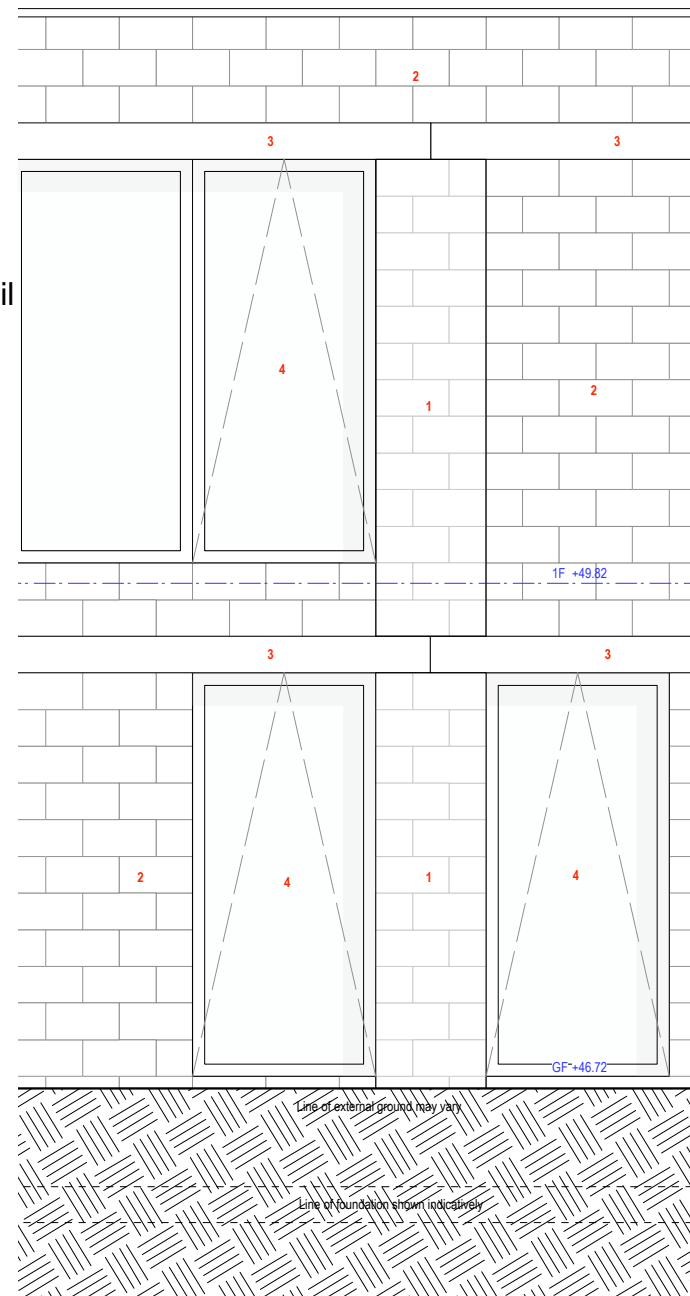 2
3 3
il
4
2
1
1F +49.82
3 3
2 4 1 4
GF +46.72
Line of external ground may vary
Line of foundation shown indicatively